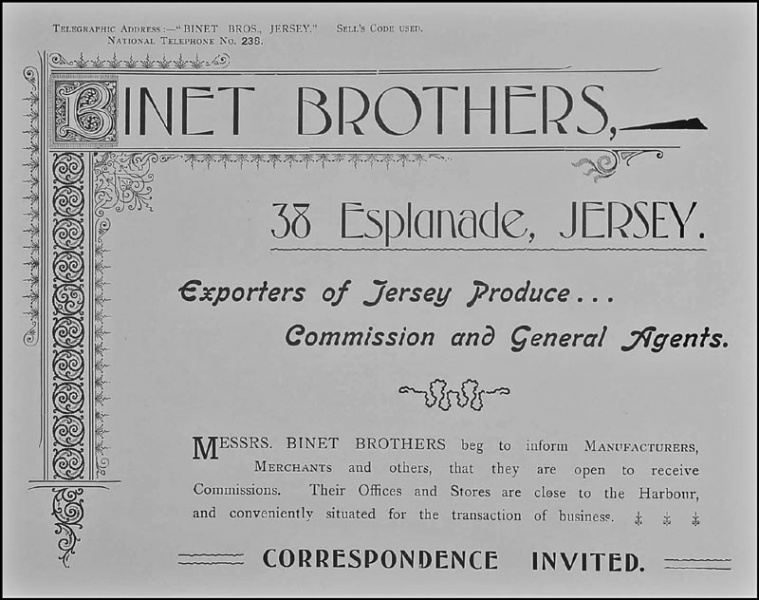 Telegraphic Address:—"BINET BROS., JERSEY." Sell's Code used.
National Telephone No. 238.
BINET BROTHERS,
38 Esplanade, JERSEY.
Exporters of Jersey Produce...
Commission and General Agents.
MESSRS. BINET BROTHERS beg to inform Manufacturers,
Merchants and others, that they are open to receive
Commissions. Their Offices and Stores are close to the Harbour,
and conveniently situated for the transaction of business.
CORRESPONDENCE INVITED.